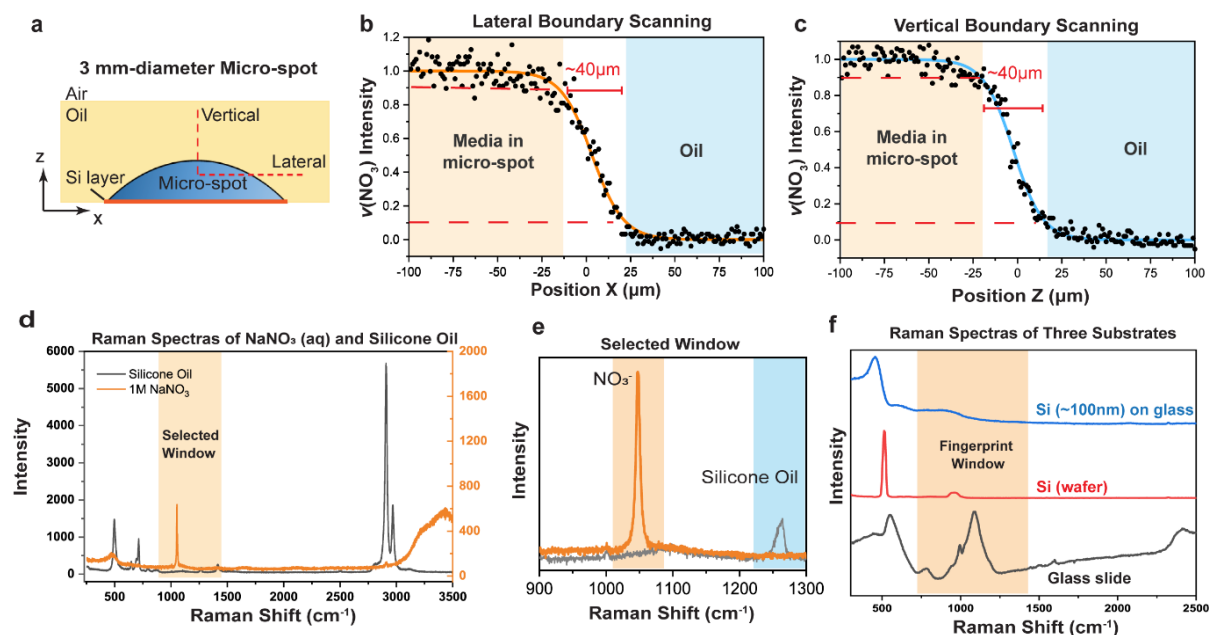 a
3 mm-diameter Micro-spot
Air
Oil
Vertical
Lateral
Si layer
Micro-spot
z
x
b
Lateral Boundary Scanning
1.2
1.0
0.8
0.6
0.4
0.2
0.0
ν(NO₃) Intensity
~40μm
Media in
micro-spot
Oil
-100 -75 -50 -25 0 25 50 75 100
Position X (μm)
c
Vertical Boundary Scanning
1.0
0.8
0.6
0.4
0.2
0.0
ν(NO₃) Intensity
~40μm
Media in
micro-spot
Oil
-100 -75 -50 -25 0 25 50 75 100
Position Z (μm)
d
Raman Spectras of NaNO₃ (aq) and Silicone Oil
6000
5000
4000
3000
2000
1000
0
Intensity
Silicone Oil
1M NaNO₃
Selected
Window
2000
1600
1200
800
400
0
500 1000 1500 2000 2500 3000 3500
Raman Shift (cm⁻¹)
e
Selected Window
Intensity
NO₃⁻
Silicone Oil
900 1000 1100 1200 1300
Raman Shift (cm⁻¹)
f
Raman Spectras of Three Substrates
Intensity
Si (~100nm) on glass
Fingerprint
Window
Si (wafer)
Glass slide
500 1000 1500 2000 2500
Raman Shift (cm⁻¹)